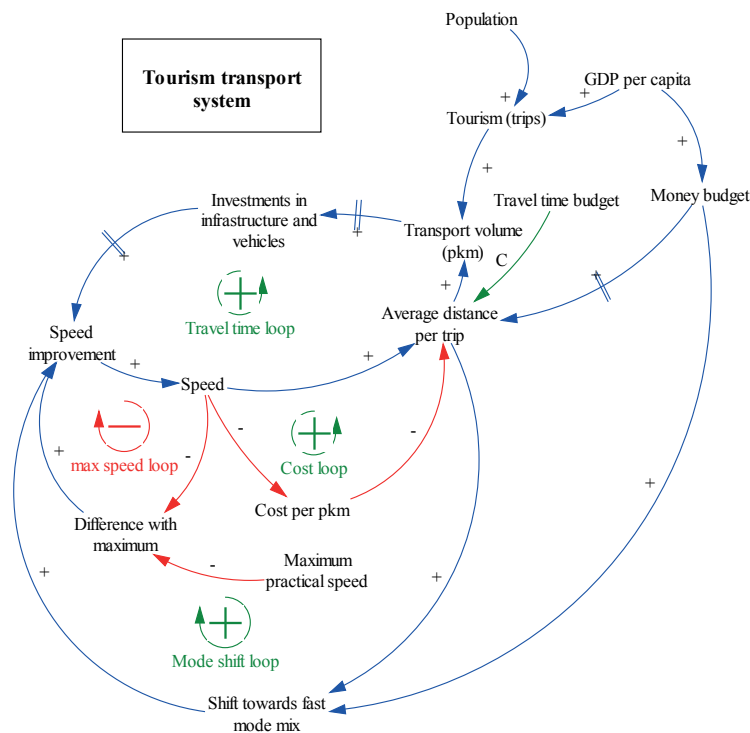 Population
Tourism transport
system
GDP per capita
+
+
Tourism (trips)
+
+
Investments in
infrastructure and
vehicles
Travel time budget
Money budget
Transport volume
(pkm)
+
+
C
+
+
Average distance
per trip
Travel time loop
Speed
improvement
+
+
Speed
-
-
-
+
max speed loop
Cost loop
Cost per pkm
Difference with
maximum
+
Maximum
practical speed
-
+
+
Mode shift loop
Shift towards fast
mode mix